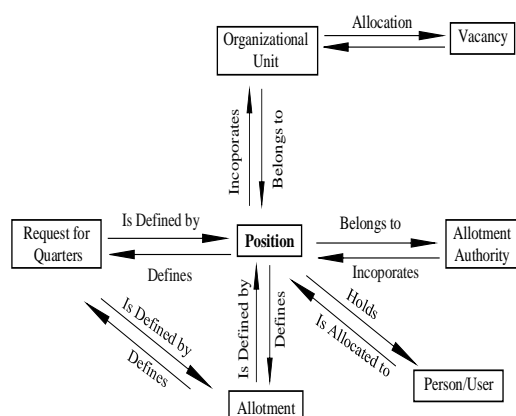 Allocation
Organizational
Unit
Vacancy
Incoporates
Belongs to
Request for
Quarters
Is Defined by
Defines
Position
Belongs to
Incoporates
Allotment
Authority
Is Defined by
Defines
Is Defined by
Defines
Holds
Is Allocated to
Allotment
Person/User